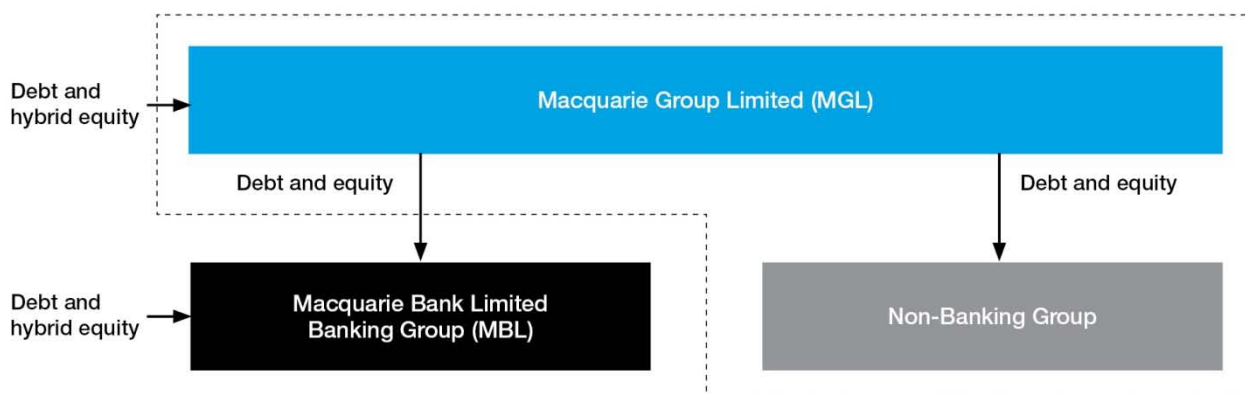 Debt and
hybrid equity
Macquarie Group Limited (MGL)
Debt and equity
Debt and equity
Debt and
hybrid equity
Macquarie Bank Limited
Banking Group (MBL)
Non-Banking Group